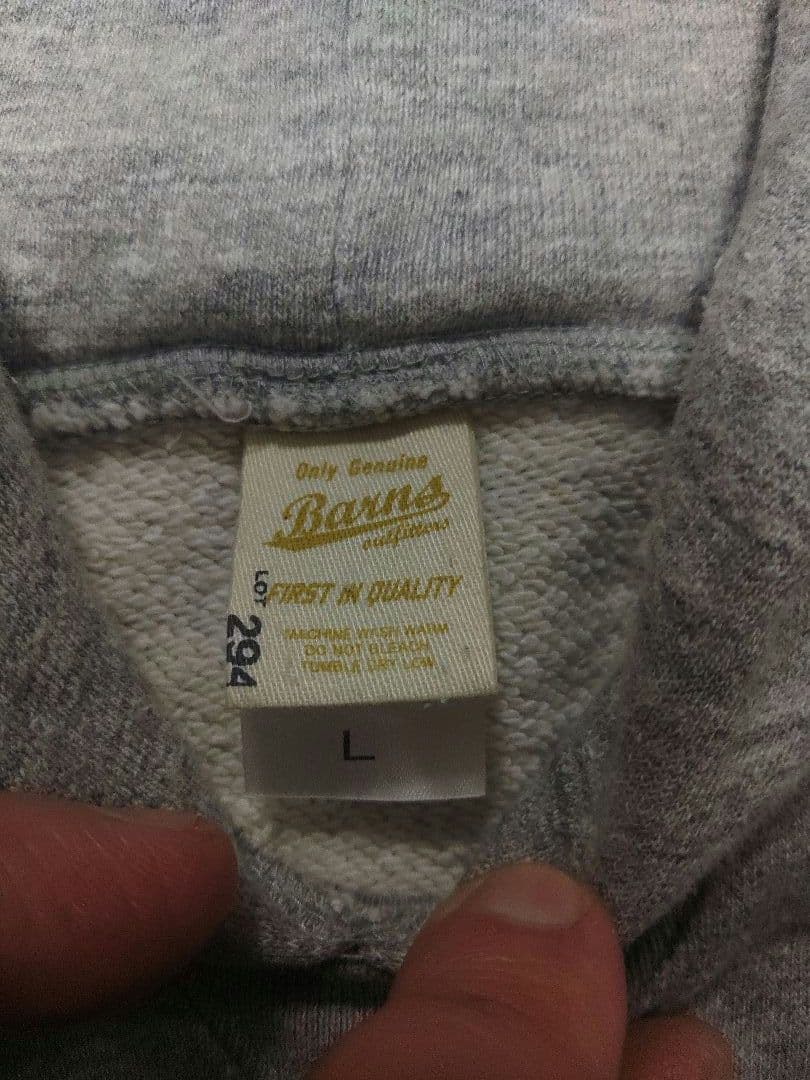 Only Genuine
Barns
outfitters
FIRST IN QUALITY
MACHINE WASH WARM
DO NOT BLEACH
TUMBLE DRY LOW
LOT 294
L